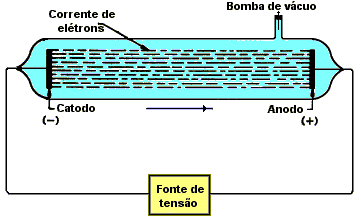 Bomba de vácuo
Corrente de
elétrons
Catodo
(-)
Anodo
(+)
Fonte de
tensão